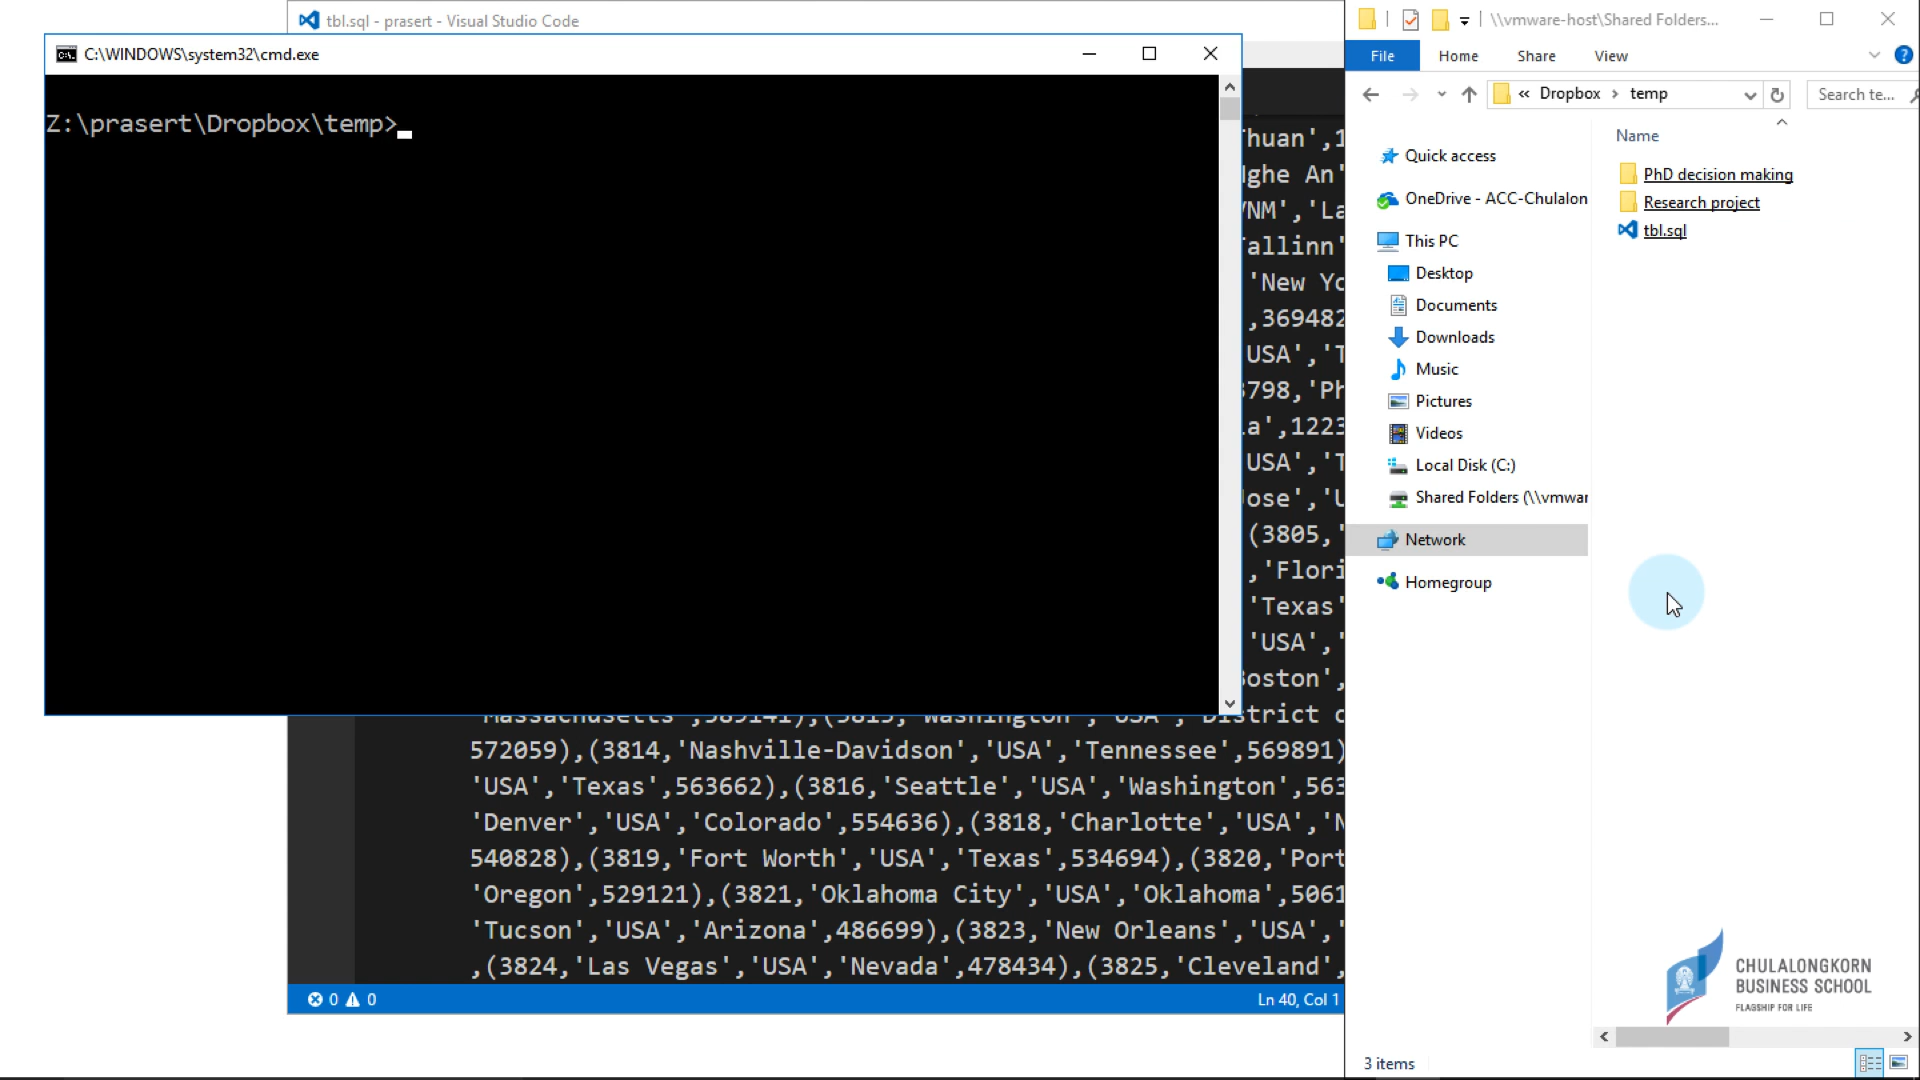 tbl.sql - prasert - Visual Studio Code
C:\WINDOWS\system32\cmd.exe
Z:\prasert\Dropbox\temp>
huan',1
ghe An'
'La
allinn'
'New Yo
,369482
USA','T
3798,'Ph
a',1223
USA','T
ose','U
(3805,'
,'Flori
'Texas'
'USA','
oston',
572059),(3814,'Nashville-Davidson','USA','Tennessee',569891)
'USA','Texas',563662),(3816,'Seattle','USA','Washington',563
'Denver','USA','Colorado',554636),(3818,'Charlotte','USA','N
540828),(3819,'Fort Worth','USA','Texas',534694),(3820,'Port
'Oregon',529121),(3821,'Oklahoma City','USA','Oklahoma',5061
'Tucson','USA','Arizona',486699),(3823,'New Orleans','USA','
,(3824,'Las Vegas','USA','Nevada',478434),(3825,'Cleveland',
0 0
Ln 40, Col 1
\\vmware-host\Shared Folders...
File Home Share View
« Dropbox > temp
Search te...
Quick access
OneDrive - ACC-Chulalon
This PC
Desktop
Documents
Downloads
Music
Pictures
Videos
Local Disk (C:)
Shared Folders (\\vmwar
Network
Homegroup
Name
PhD decision making
Research project
tbl.sql
CHULALONGKORN
BUSINESS SCHOOL
FLAGSHIP FOR LIFE
3 items